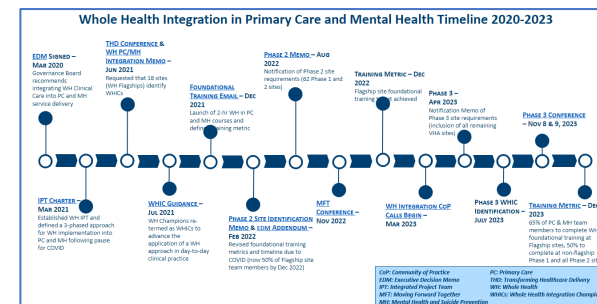 Whole Health Integration in Primary Care and Mental Health Timeline 2020-2023
EDM SIGNED –
MAR 2020
Governance Board
recommends
integrating WH Clinical
Care into PC and MH
service delivery
THD CONFERENCE &
WH PC/MH
INTEGRATION MEMO –
JUN 2021
Requested that 18 sites
(WH Flagships) identify
WHICs
FOUNDATIONAL
TRAINING EMAIL – DEC
2021
Launch of 2-hr WH in PC
and MH courses and
training metric
PHASE 2 MEMO – AUG
2022
Notification of Phase 2 site
requirements (62 Phase 1 and
2 sites)
TRAINING METRIC – DEC
2022
Flagship site foundational
training achieved
PHASE 3 –
APR 2023
Notification Memo of
Phase 3 site requirements
(inclusion of all remaining
VHA sites)
PHASE 3 CONFERENCE
– NOV 8 & 9, 2023
IPT CHARTER –
MAR 2021
Established WH IPT and
defined a 3-phased approach
for WH implementation into
PC and MH following pause
for COVID
WHIC GUIDANCE –
JUL 2021
WH Champions re-
termed as WHICs to
advance the
application of a WH
approach in day-to-day
clinical practice
PHASE 2 SITE IDENTIFICATION
MEMO & EDM ADDENDUM –
FEB 2022
Revised foundational training
metrics and timeline due to
COVID (now 50% of Flagship site
team members by Dec 2022)
MFT
CONFERENCE –
NOV 2022
WH INTEGRATION COP
CALLS BEGIN –
MAR 2023
PHASE 3 WHIC
IDENTIFICATION –
JULY 2023
TRAINING METRIC – DEC
2023
65% of PC & MH team
members to complete WH
foundational training at
Flagship sites, 50% to
complete at non-flagship
Phase 1 and all Phase 2 sit
CoP: Community of Practice
EDM: Executive Decision Memo
IPT: Integrated Project Team
MFT: Moving Forward Together
MH: Mental Health and Suicide Prevention
PC: Primary Care
THD: Transforming Healthcare Delivery
WH: Whole Health
WHICs: Whole Health Integration Champi